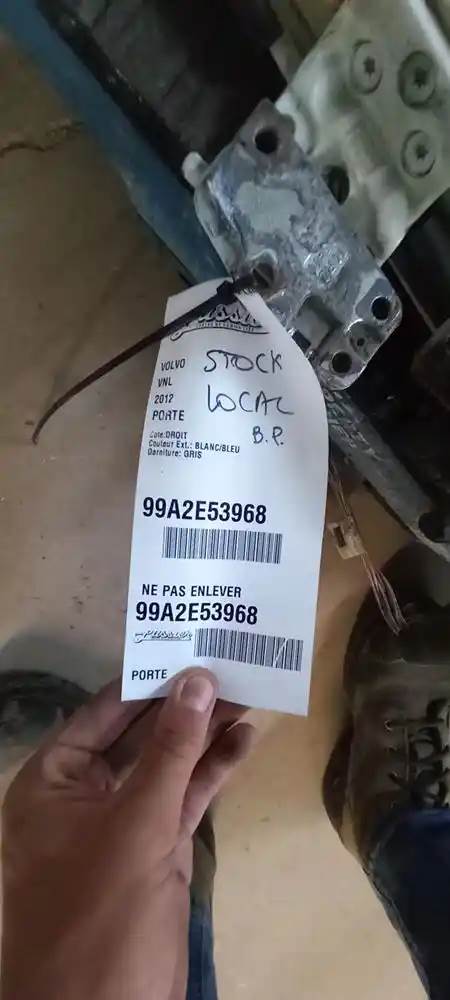 VOLVO
VNL
2012
PORTE
STOCK
LOCAL
B.P.
Cote:DROIT
Couleur Ext.: BLANC/BLEU
Garniture: GRIS
99A2E53968
NE PAS ENLEVER
99A2E53968
PORTE